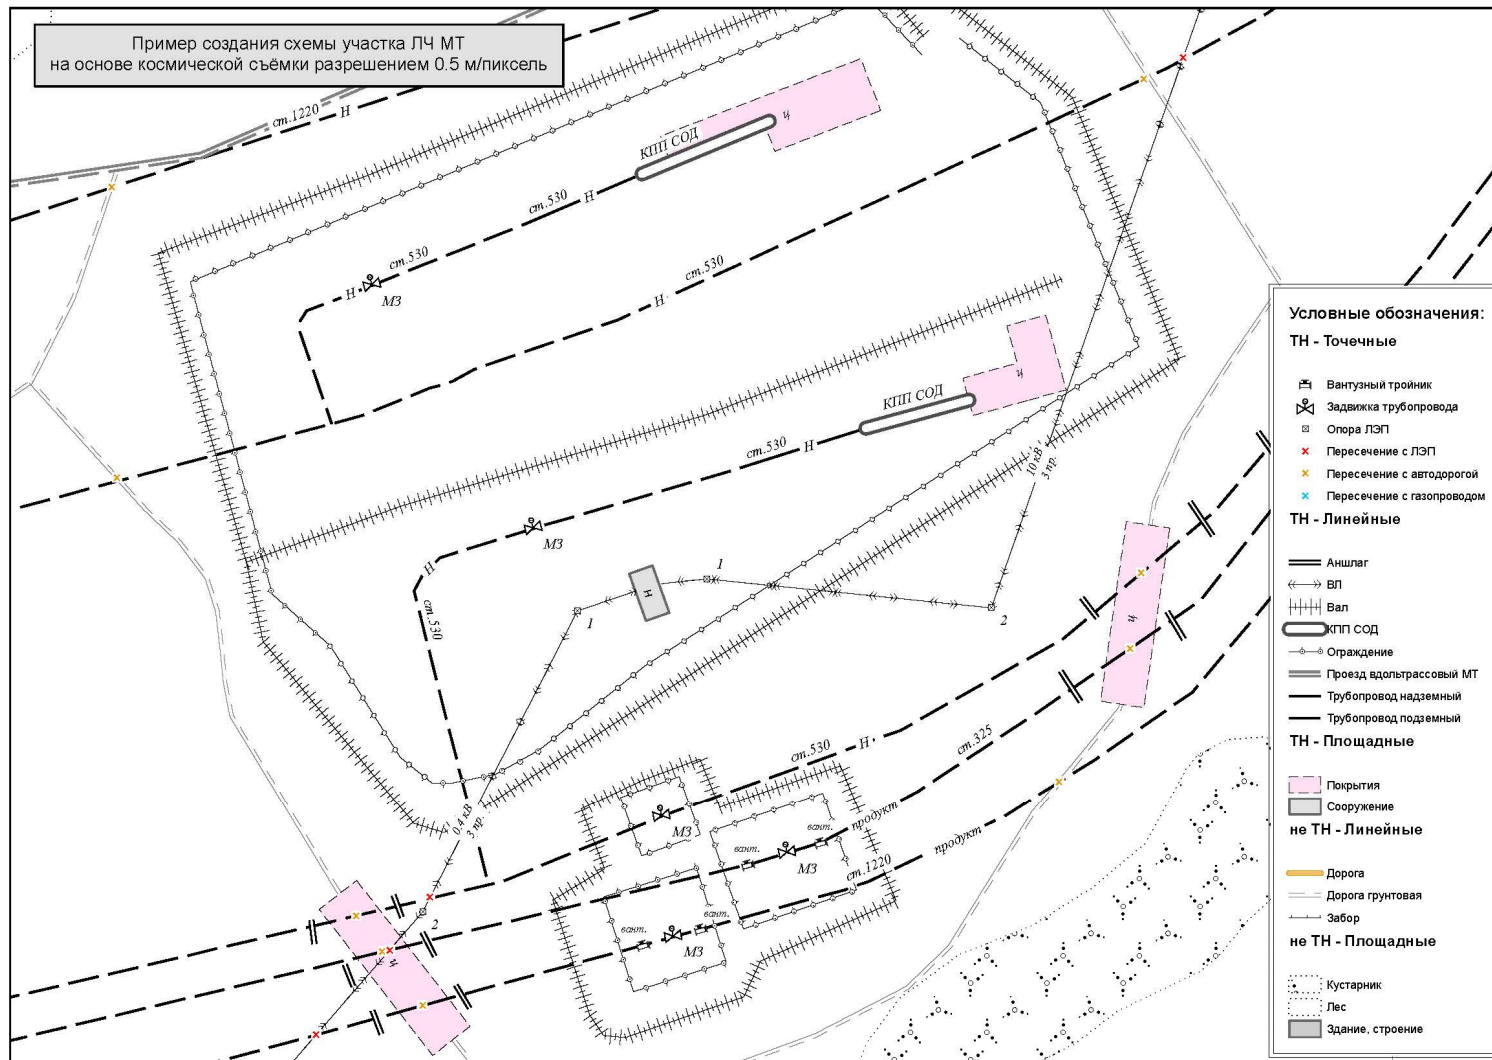 Пример создания схемы участка ЛЧ МТ
на основе космической съёмки разрешением 0.5 м/пиксель
ст.1220
Н
КПП СОД
ц
ст.530
Н
ст.530
Н
МЗ
ст.530
Н
КПП СОД
ц
ст.530
Н
10 кВ
3 пр.
МЗ
Н
ст.530
Н
1
1
2
ц
ст.530
Н
ст.325
0.4 кВ
3 пр.
МЗ
вант.
вант.
продукт
МЗ
продукт
ст.1220
вант.
вант.
МЗ
2
ц
Условные обозначения:
ТН - Точечные
Вантузный тройник
Задвижка трубопровода
Опора ЛЭП
Пересечение с ЛЭП
Пересечение с автодорогой
Пересечение с газопроводом
ТН - Линейные
Аншлаг
ВЛ
Вал
КПП СОД
Ограждение
Проезд вдольтрассовый МТ
Трубопровод надземный
Трубопровод подземный
ТН - Площадные
Покрытия
Сооружение
не ТН - Линейные
Дорога
Дорога грунтовая
Забор
не ТН - Площадные
Кустарник
Лес
Здание, строение